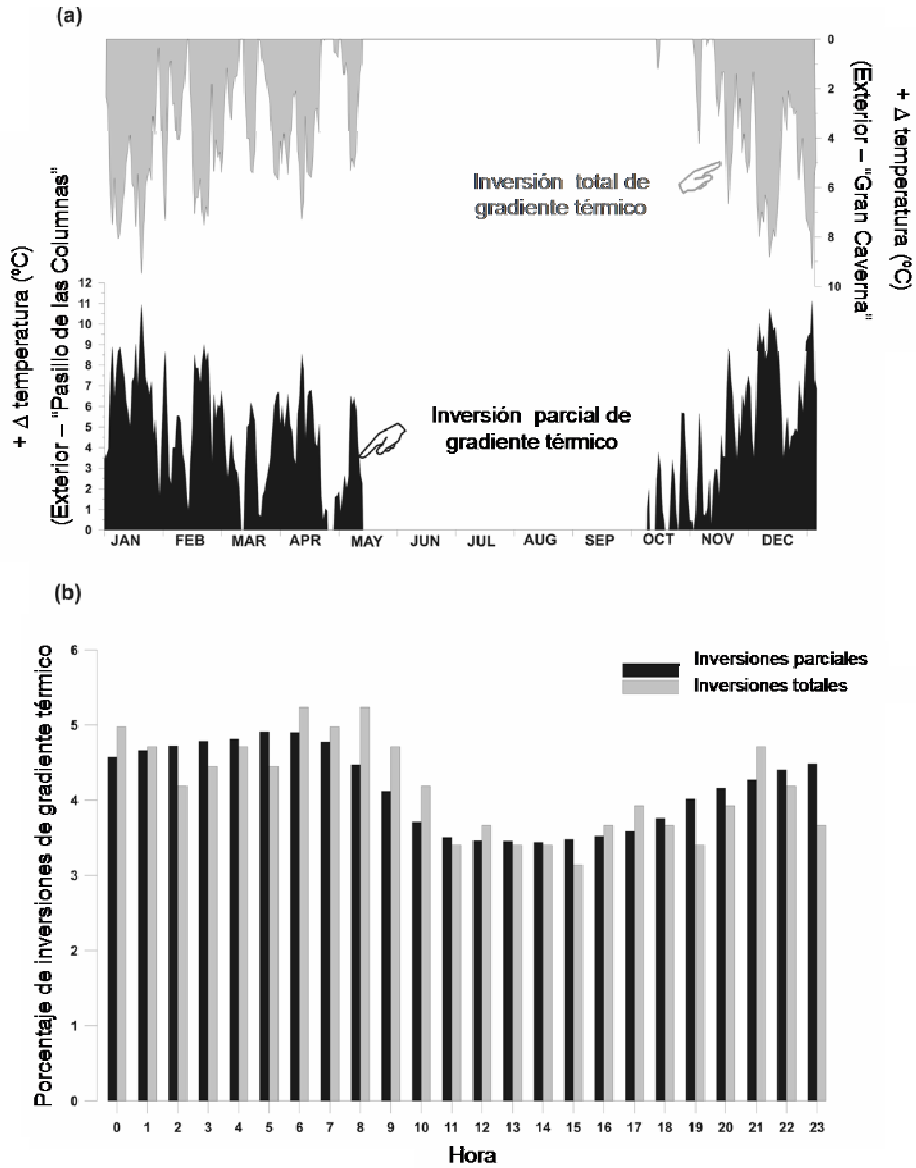 (a)
0
2
4
6
8
10
+ Δ temperatura (ºC)
(Exterior – "Gran Caverna"
Inversión total de
gradiente térmico
+ Δ temperatura (ºC)
(Exterior – "Pasillo de las Columnas"
12
11
10
9
8
7
6
5
4
3
2
1
0
Inversión parcial de
gradiente térmico
JAN FEB MAR APR MAY JUN JUL AUG SEP OCT NOV DEC
(b)
Porcentaje de inversiones de gradiente térmico
6
5
4
3
2
1
0
Inversiones parciales
Inversiones totales
0 1 2 3 4 5 6 7 8 9 10 11 12 13 14 15 16 17 18 19 20 21 22 23
Hora